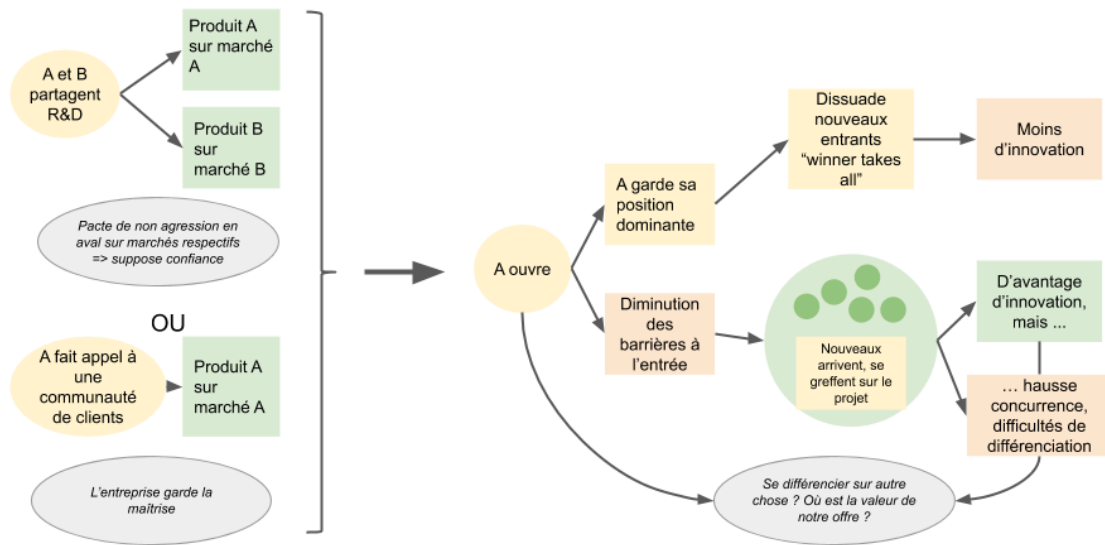 Produit A
sur marché
A
A et B
partagent
R&D
Produit B
sur
marché B
Pacte de non agression en
aval sur marchés respectifs
=> suppose confiance
OU
A fait appel à
une
communauté
de clients
Produit A
sur
marché A
L'entreprise garde la
maîtrise
A ouvre
A garde sa
position
dominante
Dissuade
nouveaux
entrants
“winner takes
all”
Moins
d’innovation
Diminution
des
barrières à
l’entrée
Nouveaux
arrivent, se
greffent sur le
projet
D’avantage
d’innovation,
mais ...
… hausse
concurrence,
difficultés de
différenciation
Se différencier sur autre
chose ? Où est la valeur de
notre offre ?